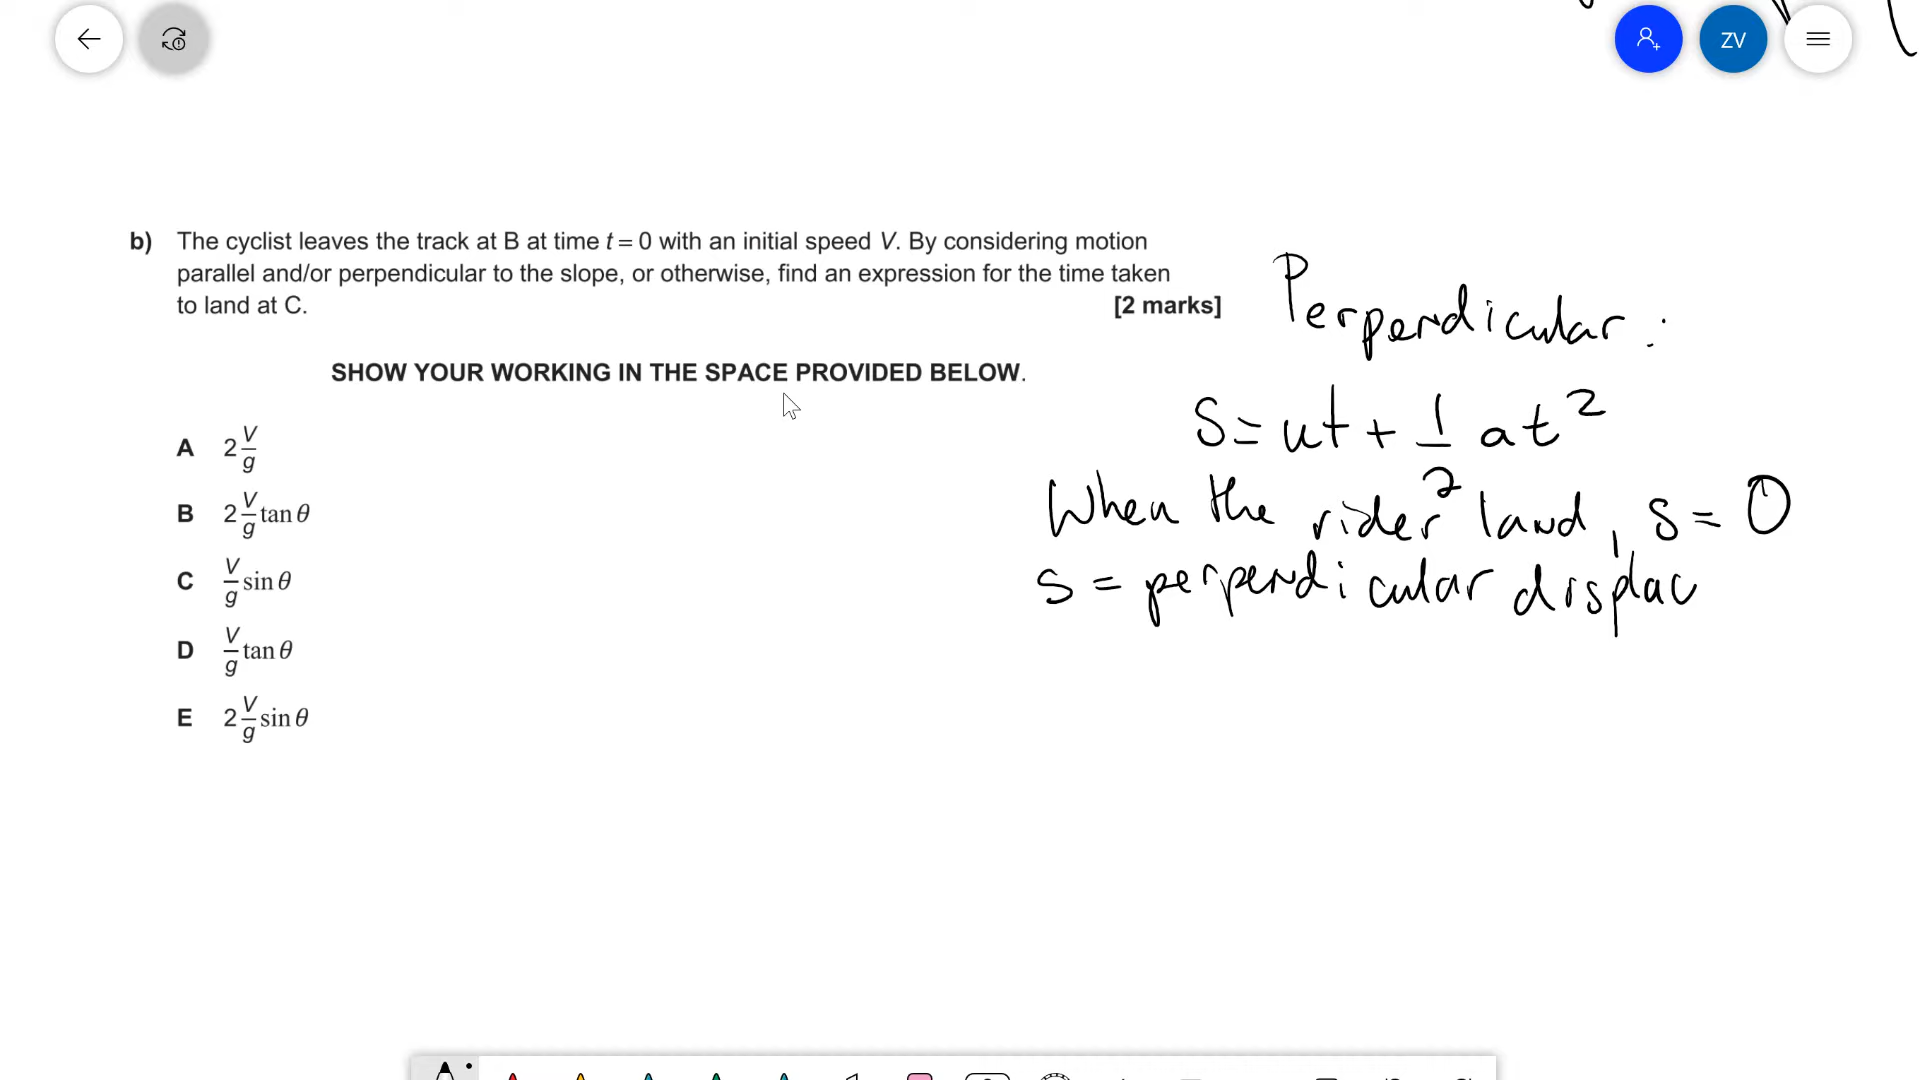 ZV
b) The cyclist leaves the track at B at time t = 0 with an initial speed V. By considering motion
parallel and/or perpendicular to the slope, or otherwise, find an expression for the time taken
to land at C. [2 marks]
SHOW YOUR WORKING IN THE SPACE PROVIDED BELOW.
A 2 V/g
B 2 V/g tan θ
C V/g sin θ
D V/g tan θ
E 2 V/g sin θ
Perpendicular :
S = ut + 1/2 at²
When the rider land, s = 0
s = perpendicular displac